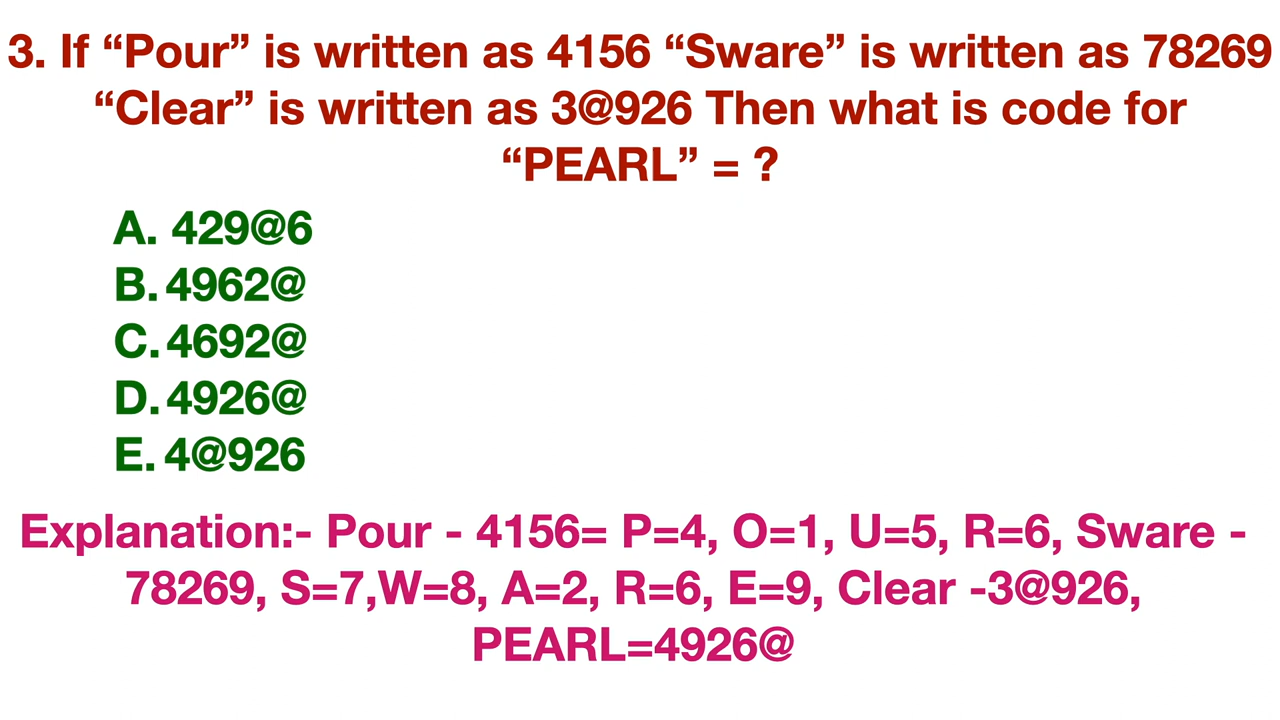 3. If “Pour” is written as 4156 “Sware” is written as 78269
“Clear” is written as 3@926 Then what is code for
“PEARL” = ?
A. 429@6
B. 4962@
C. 4692@
D. 4926@
E. 4@926
Explanation:- Pour - 4156= P=4, O=1, U=5, R=6, Sware -
78269, S=7,W=8, A=2, R=6, E=9, Clear -3@926,
PEARL=4926@